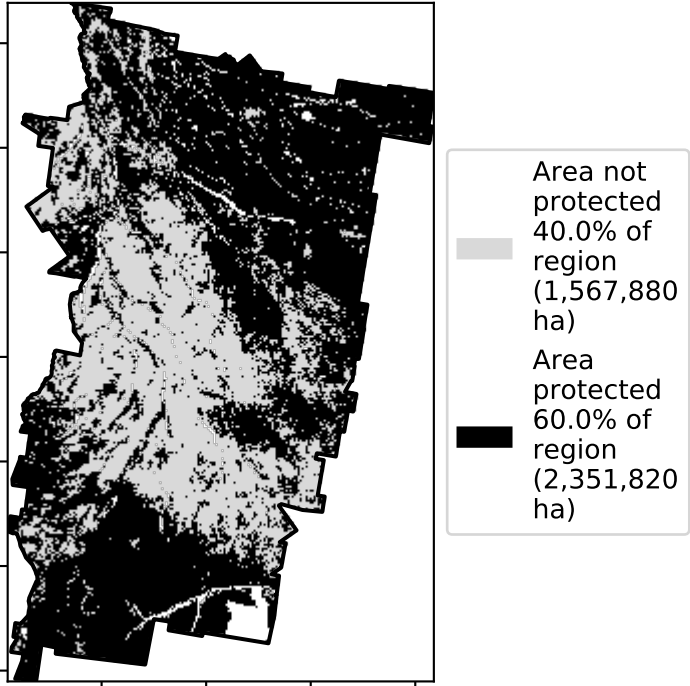 Area not
protected
40.0% of
region
(1,567,880
ha)
Area
protected
60.0% of
region
(2,351,820
ha)